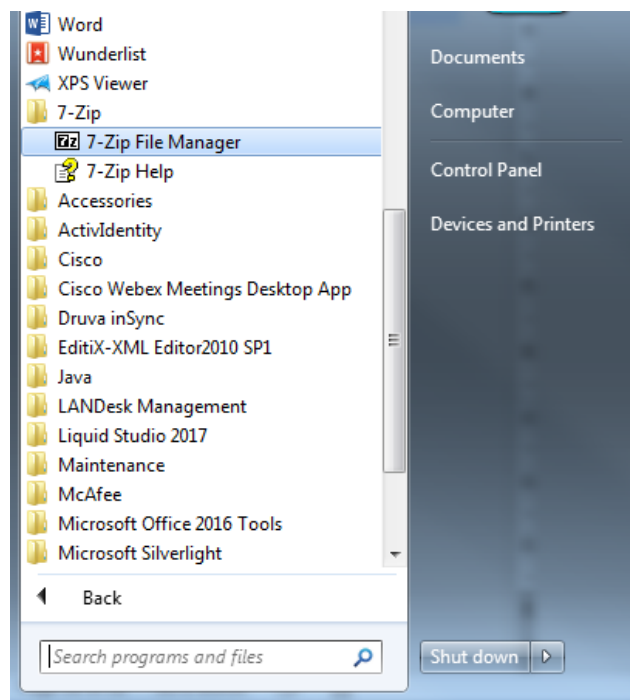 Word
Wunderlist
XPS Viewer
7-Zip
7-Zip File Manager
7-Zip Help
Accessories
ActivIdentity
Cisco
Cisco Webex Meetings Desktop App
Druva inSync
EditiX-XML Editor2010 SP1
Java
LANDesk Management
Liquid Studio 2017
Maintenance
McAfee
Microsoft Office 2016 Tools
Microsoft Silverlight
Back
Search programs and files
Documents
Computer
Control Panel
Devices and Printers
Shut down